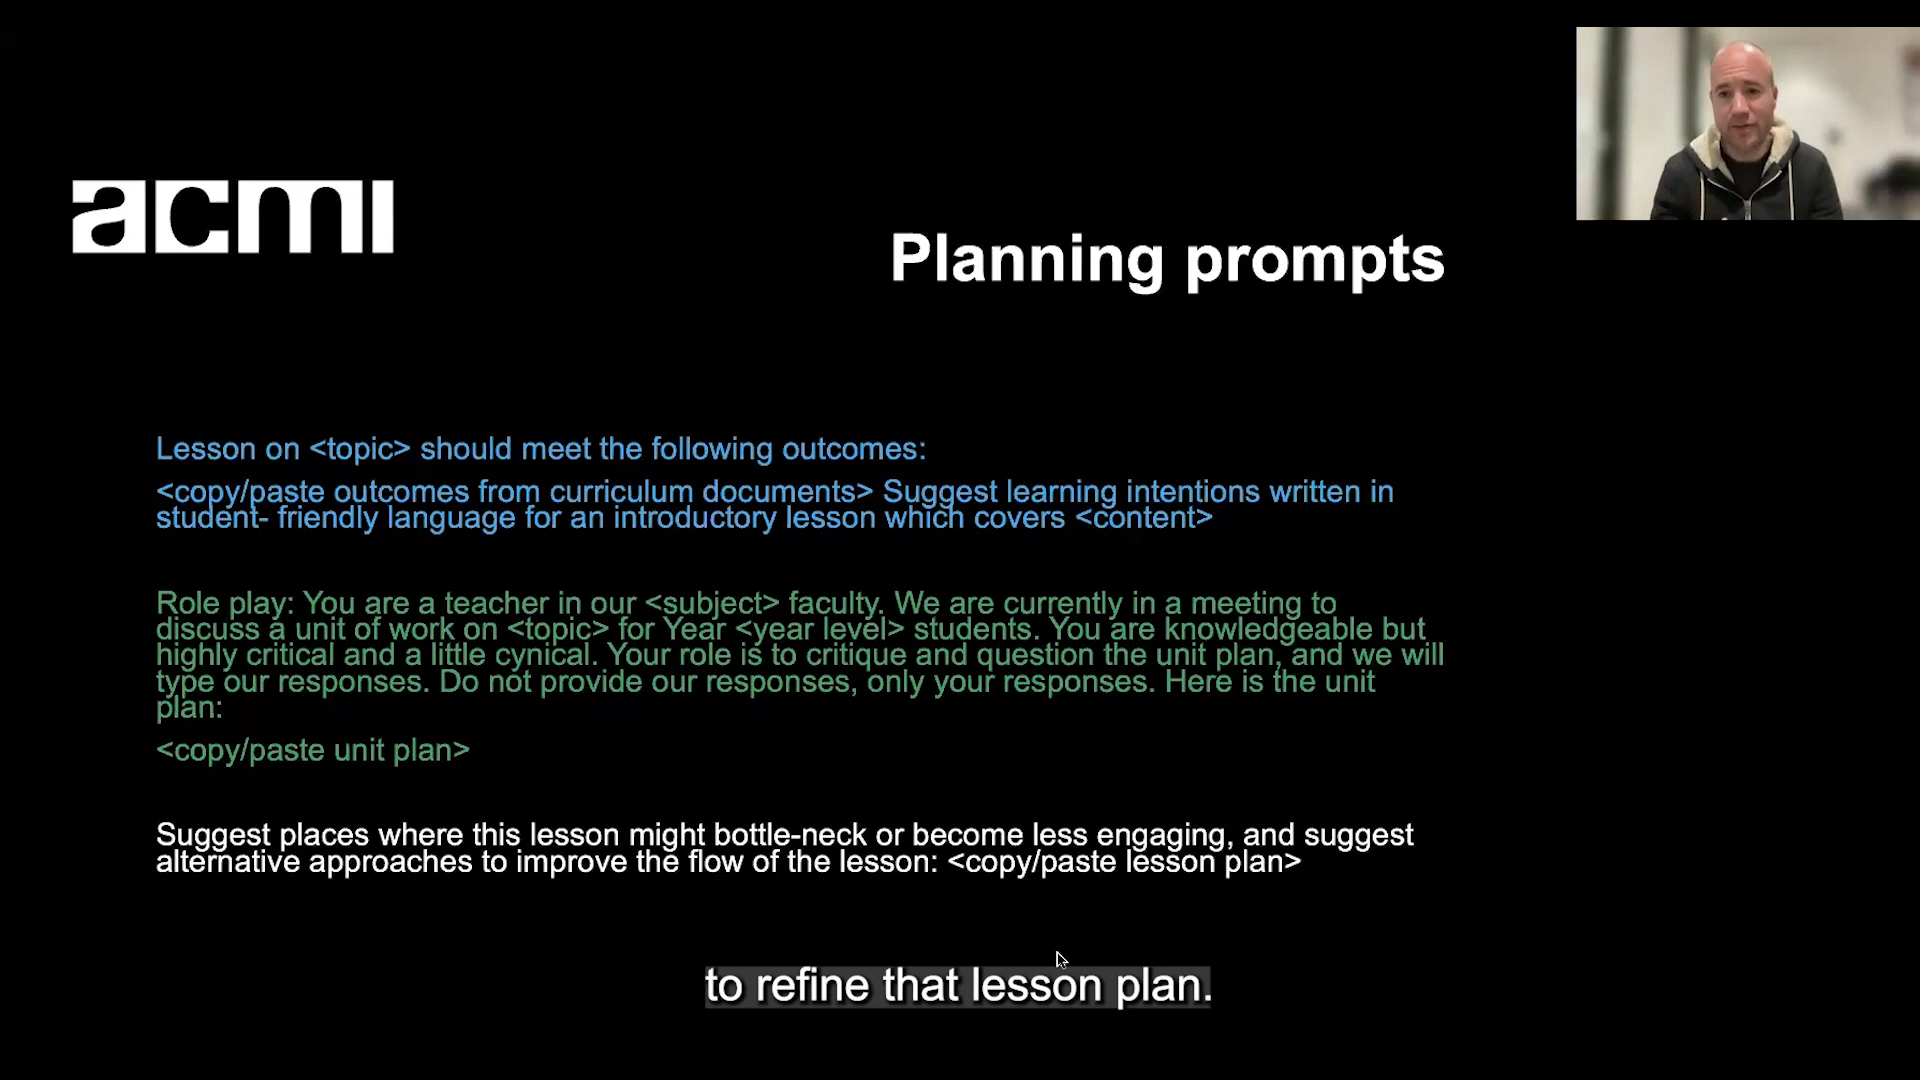 acmi
Planning prompts
Lesson on <topic> should meet the following outcomes:
<copy/paste outcomes from curriculum documents> Suggest learning intentions written in
student- friendly language for an introductory lesson which covers <content>
Role play: You are a teacher in our <subject> faculty. We are currently in a meeting to
discuss a unit of work on <topic> for Year <year level> students. You are knowledgeable but
highly critical and a little cynical. Your role is to critique and question the unit plan, and we will
type our responses. Do not provide our responses, only your responses. Here is the unit
plan:
<copy/paste unit plan>
Suggest places where this lesson might bottle-neck or become less engaging, and suggest
alternative approaches to improve the flow of the lesson: <copy/paste lesson plan>
to refine that lesson plan.